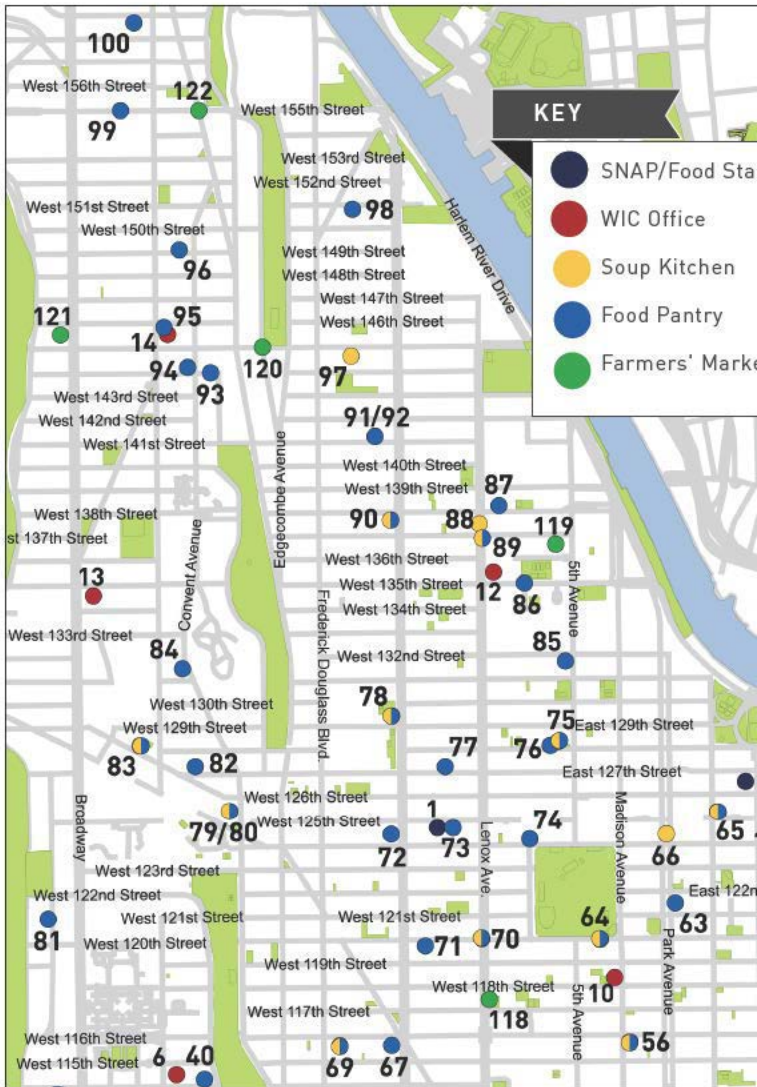 100
West 156th Street
122
99
West 155th Street
KEY
West 153rd Street
West 152nd Street
SNAP/Food Sta
98
WIC Office
West 151st Street
West 150th Street
Harlem River Drive
96
West 149th Street
West 148th Street
Soup Kitchen
West 147th Street
West 146th Street
Food Pantry
121
95
14
120
97
Farmers' Marke
94
93
West 143rd Street
West 142nd Street
91/92
West 141st Street
Edgecombe Avenue
West 140th Street
West 139th Street
87
West 138th Street
90
88
119
st 137th Street
89
Convent Avenue
West 136th Street
13
12
86
West 135th Street
5th Avenue
West 134th Street
West 133rd Street
Frederick Douglass Blvd.
84
West 132nd Street
85
West 130th Street
78
West 129th Street
75
East 129th Street
83
82
77
76
East 127th Street
Broadway
West 126th Street
79/80
West 125th Street
1
72
73
Lenox Ave.
74
Madison Avenue
66
65
West 123rd Street
West 122nd Street
East 122n
81
West 121st Street
West 121st Street
63
West 120th Street
71
70
64
Park Avenue
West 119th Street
West 118th Street
118
5th Avenue
10
West 117th Street
West 116th Street
West 115th Street
6
40
69
67
56